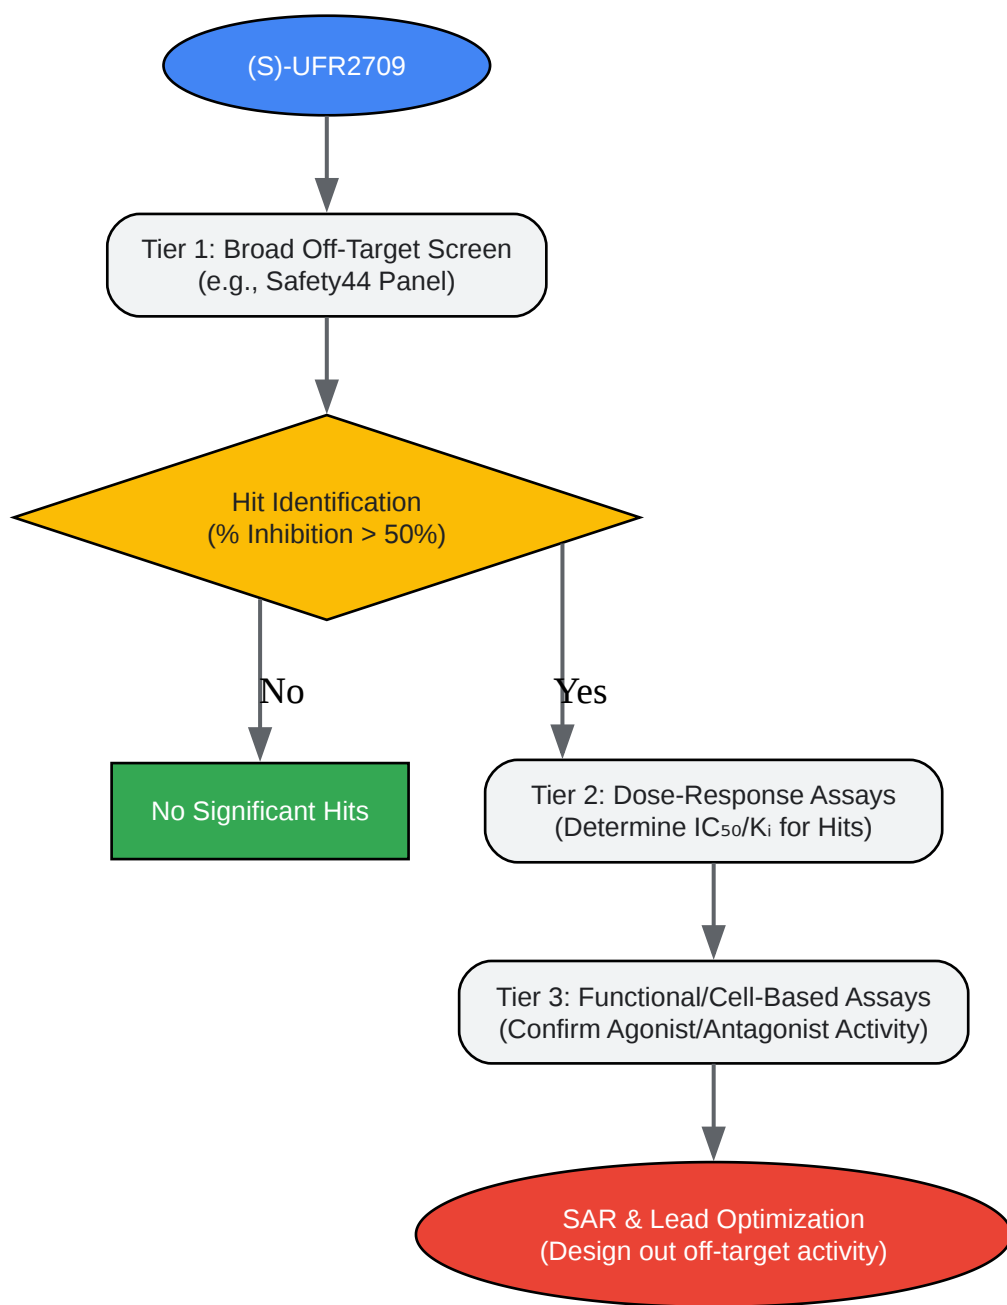 (S)-UFR2709
Tier 1: Broad Off-Target Screen
(e.g., Safety44 Panel)
Hit Identification
(% Inhibition > 50%)
No
Yes
No Significant Hits
Tier 2: Dose-Response Assays
(Determine IC₅₀/Kᵢ for Hits)
Tier 3: Functional/Cell-Based Assays
(Confirm Agonist/Antagonist Activity)
SAR & Lead Optimization
(Design out off-target activity)